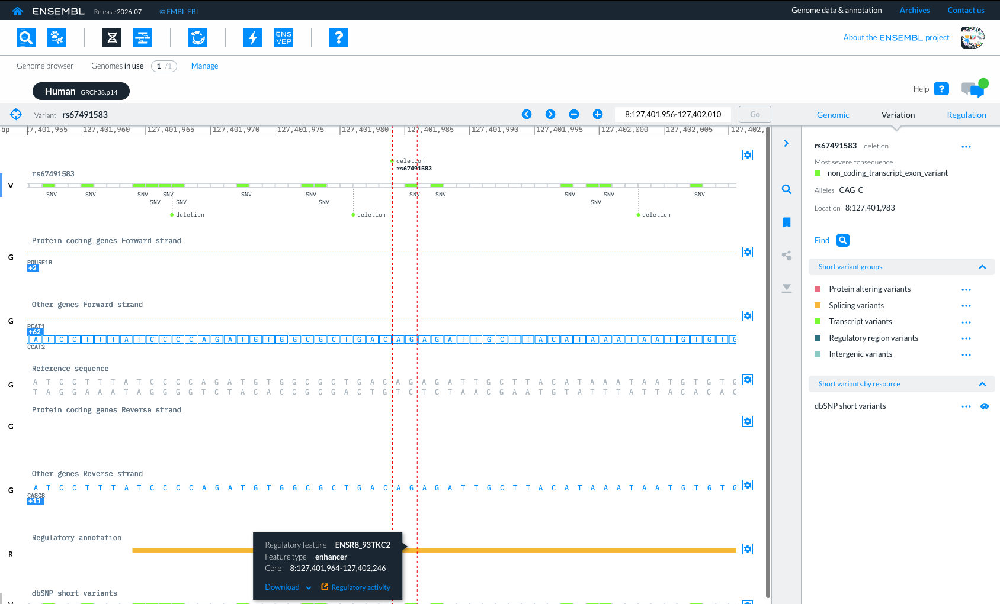 ENSEMBL Release 2026-07 © EMBL-EBI Genome data & annotation Archives Contact us
ENS VEP ?
About the ENSEMBL project
Genome browser Genomes in use 1 /1 Manage
Human GRCh38.p14 Help ?
Variant rs67491583 8:127,401,956-127,402,010 Go Genomic Variation Regulation
bp 127,401,960 127,401,965 127,401,970 127,401,975 127,401,980 127,401,985 127,401,990 127,401,995 127,402,000 127,402,005
deletion
rs67491583
rs67491583
V
SNV SNV SNV SNV SNV SNV SNV SNV SNV SNV SNV
SNV SNV SNV SNV
deletion deletion deletion
Protein coding genes Forward strand
G
POU5F1B
+2
Other genes Forward strand
G
PCAT1
+62
A T C C T T T A T C C C C A G A T G T G G C G C T G A C A G A G A T T G C T T A C A T A A A T A A T G T G T G
CCAT2
Reference sequence
G
A T C C T T T A T C C C C A G A T G T G G C G C T G A C A G A G A T T G C T T A C A T A A A T A A T G T G T G
T A G G A A A T A G G G G T C T A C A C C G C G A C T G T C T C T A A C G A A T G T A T T T A T T A C A C A C
Protein coding genes Reverse strand
G
Other genes Reverse strand
G
A T C C T T T A T C C C C A G A T G T G G C G C T G A C A G A G A T T G C T T A C A T A A A T A A T G T G T G
CASC8
+11
Regulatory annotation
R
Regulatory feature ENSR8_93TKC2
Feature type enhancer
Core 8:127,401,964-127,402,246
Download Regulatory activity
dbSNP short variants
rs67491583 deletion
Most severe consequence
non_coding_transcript_exon_variant
Alleles CAG C
Location 8:127,401,983
Find
Short variant groups
Protein altering variants
Splicing variants
Transcript variants
Regulatory region variants
Intergenic variants
Short variants by resource
dbSNP short variants